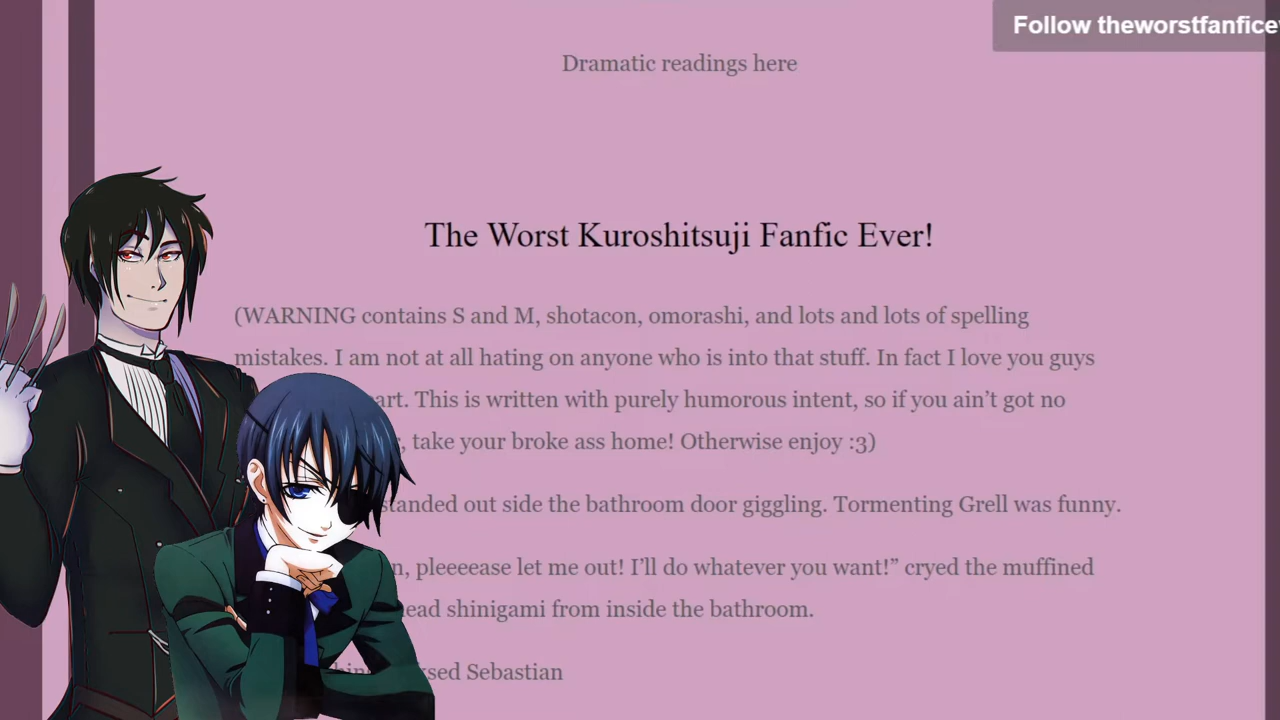 Follow theworstfanfice
Dramatic readings here
The Worst Kuroshitsuji Fanfic Ever!
(WARNING contains S and M, shotacon, omorashi, and lots and lots of spelling
mistakes. I am not at all hating on anyone who is into that stuff. In fact I love you guys
This is written with purely humorous intent, so if you ain't got no
take your broke ass home! Otherwise enjoy :3)
standed out side the bathroom door giggling. Tormenting Grell was funny.
pleeeease let me out! I'll do whatever you want!” cryed the muffined
shinigami from inside the bathroom.
Sebastian